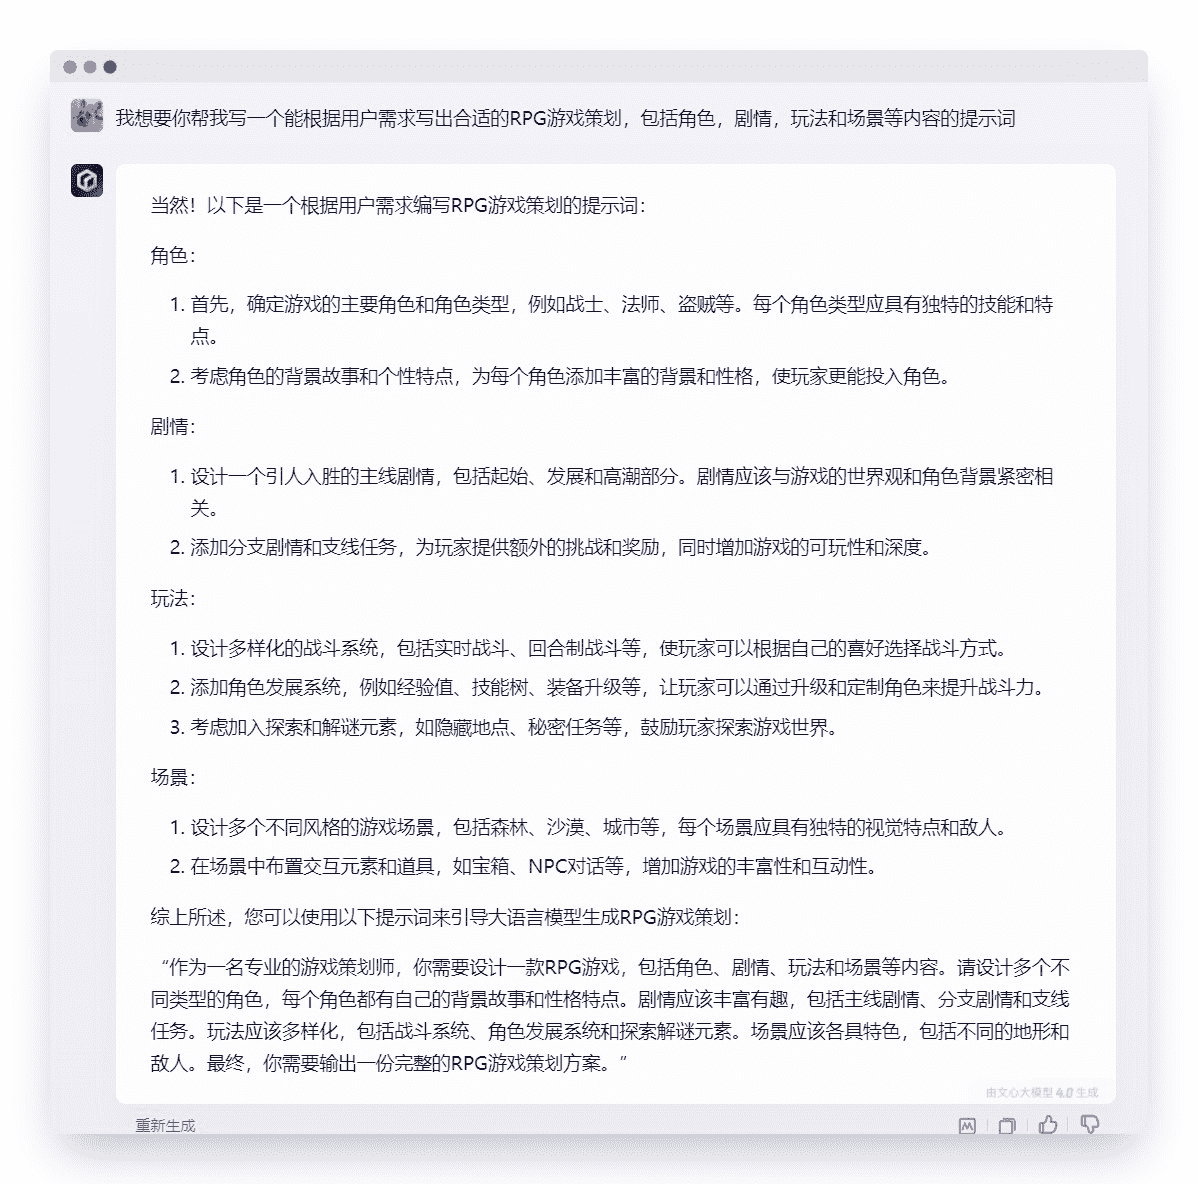 我想要你帮我写一个能根据用户需求写出合适的RPG游戏策划，包括角色，剧情，玩法和场景等内容的提示词
当然！以下是一个根据用户需求编写RPG游戏策划的提示词：
角色：
1. 首先，确定游戏的主要角色和角色类型，例如战士、法师、盗贼等。每个角色类型应具有独特的技能和特
点。
2. 考虑角色的背景故事和个性特点，为每个角色添加丰富的背景和性格，使玩家更能投入角色。
剧情：
1. 设计一个引人入胜的主线剧情，包括起始、发展和高潮部分。剧情应该与游戏的世界观和角色背景紧密相
关。
2. 添加分支剧情和支线任务，为玩家提供额外的挑战和奖励，同时增加游戏的可玩性和深度。
玩法：
1. 设计多样化的战斗系统，包括实时战斗、回合制战斗等，使玩家可以根据自己的喜好选择战斗方式。
2. 添加角色发展系统，例如经验值、技能树、装备升级等，让玩家可以通过升级和定制角色来提升战斗力。
3. 考虑加入探索和解谜元素，如隐藏地点、秘密任务等，鼓励玩家探索游戏世界。
场景：
1. 设计多个不同风格的游戏场景，包括森林、沙漠、城市等，每个场景应具有独特的视觉特点和敌人。
2. 在场景中布置交互元素和道具，如宝箱、NPC对话等，增加游戏的丰富性和互动性。
综上所述，您可以使用以下提示词来引导大语言模型生成RPG游戏策划：
“作为一名专业的游戏策划师，你需要设计一款RPG游戏，包括角色、剧情、玩法和场景等内容。请设计多个不
同类型的角色，每个角色都有自己的背景故事和性格特点。剧情应该丰富有趣，包括主线剧情、分支剧情和支线
任务。玩法应该多样化，包括战斗系统、角色发展系统和探索解谜元素。场景应该各具特色，包括不同的地形和
敌人。最终，你需要输出一份完整的RPG游戏策划方案。”
由文心大模型 4.0 生成
重新生成